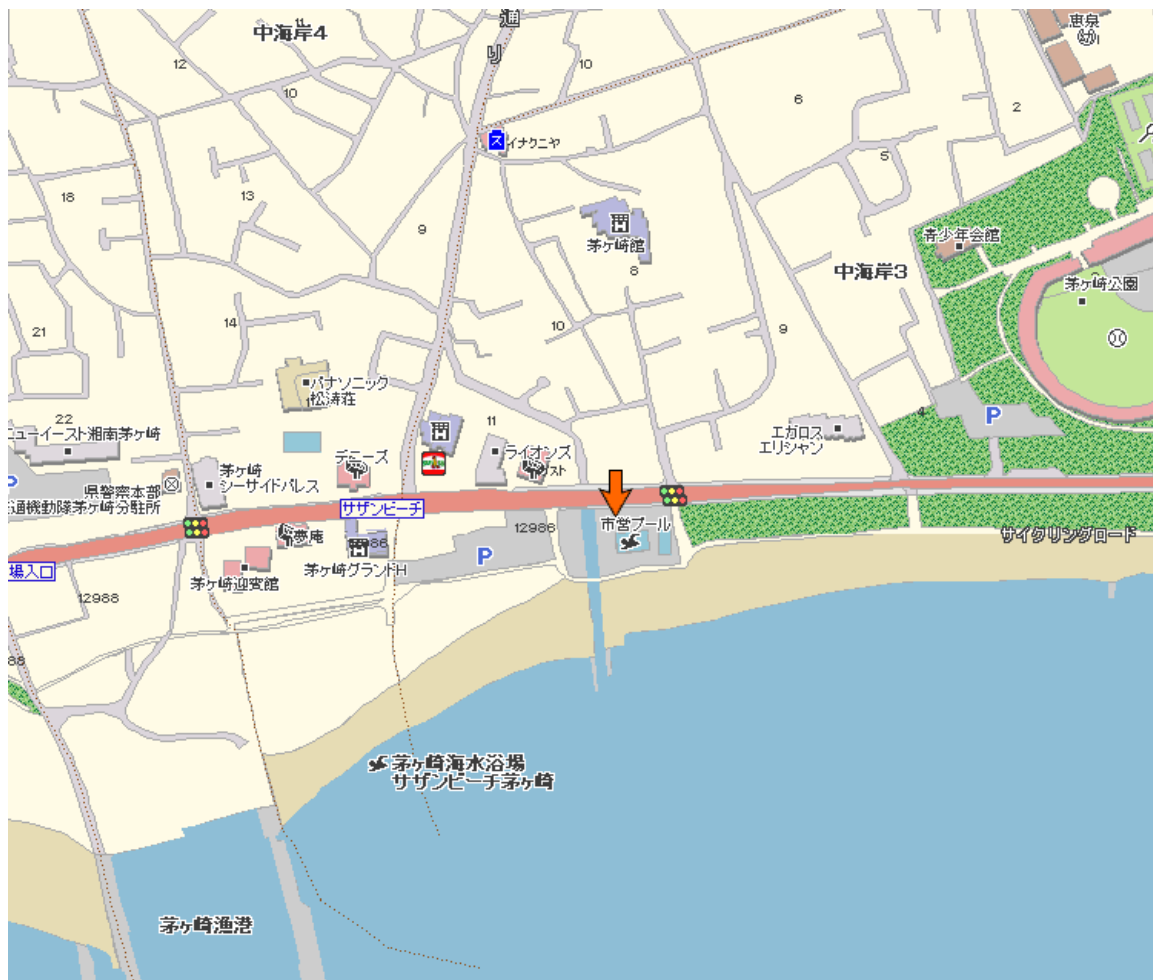 中海岸4
通
り
恵泉
幼
11
12
10
10
6
2
5
ス
イナクニヤ
18
13
9
茅ヶ崎館
8
青少年会館
中海岸3
茅ヶ崎公園
21
14
10
9
パナソニック
松涛荘
4
P
22
ニューイースト湘南茅ヶ崎
11
ライオンズ
エガロス
エリシャン
茅ヶ崎
シーサイドパレス
デニーズ
スト
P
県警察本部
通機動隊茅ヶ崎分駐所
サザンビーチ
12986
市営プール
サイクリングロード
夢庵
86
茅ヶ崎グランドH
P
場入口
茅ヶ崎迎賓館
12988
88
茅ヶ崎海水浴場
サザンビーチ茅ヶ崎
茅ヶ崎漁港